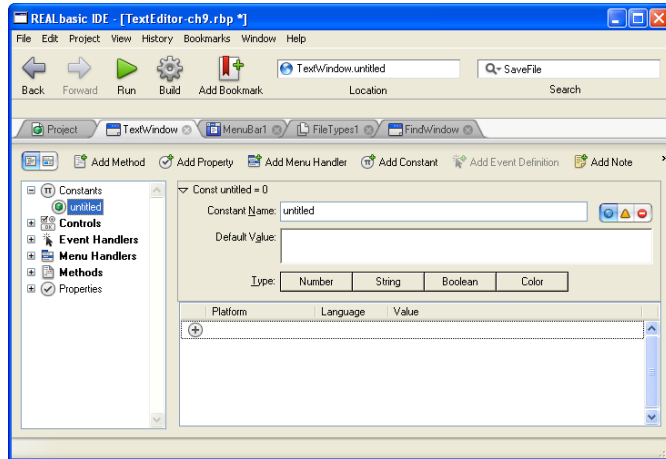 REALbasic IDE - [TextEditor-ch9.rbp *]
File Edit Project View History Bookmarks Window Help
TextWindow.untitled SaveFile
Back Forward Run Build Add Bookmark Location Search
Project TextWindow MenuBar1 FileTypes1 FindWindow
Add Method Add Property Add Menu Handler Add Constant Add Event Definition Add Note »
Constants
untitled
Controls
Event Handlers
Menu Handlers
Methods
Properties
Const untitled = 0
Constant Name: untitled
Default Value:
Type: Number String Boolean Color
Platform Language Value